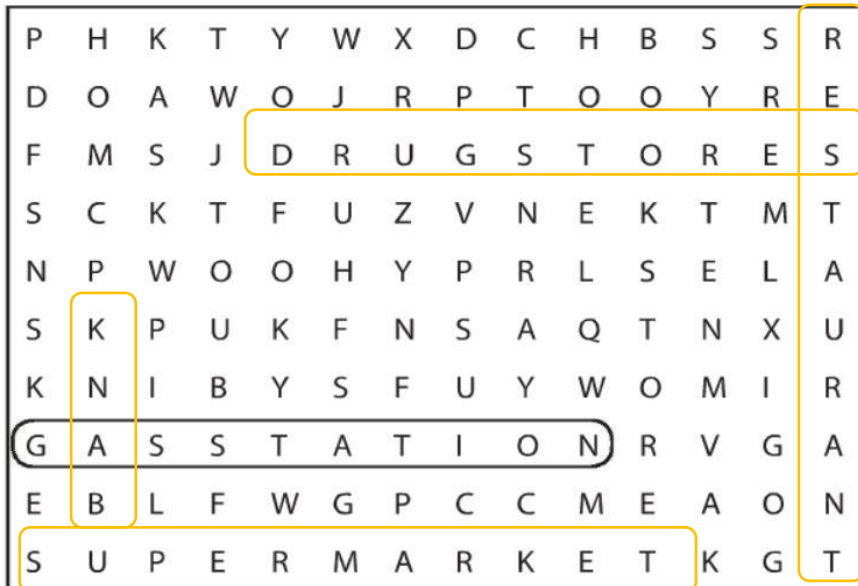 P H K T Y W X D C H B S S R
D O A W O J R P T O O Y R E
F M S J D R U G S T O R E S
S C K T F U Z V N E K T M T
N P W O O H Y P R L S E L A
S K P U K F N S A Q T N X U
K N I B Y S F U Y W O M I R
G A S S T A T I O N R V G A
E B L F W G P C C M E A O N
S U P E R M A R K E T K G T